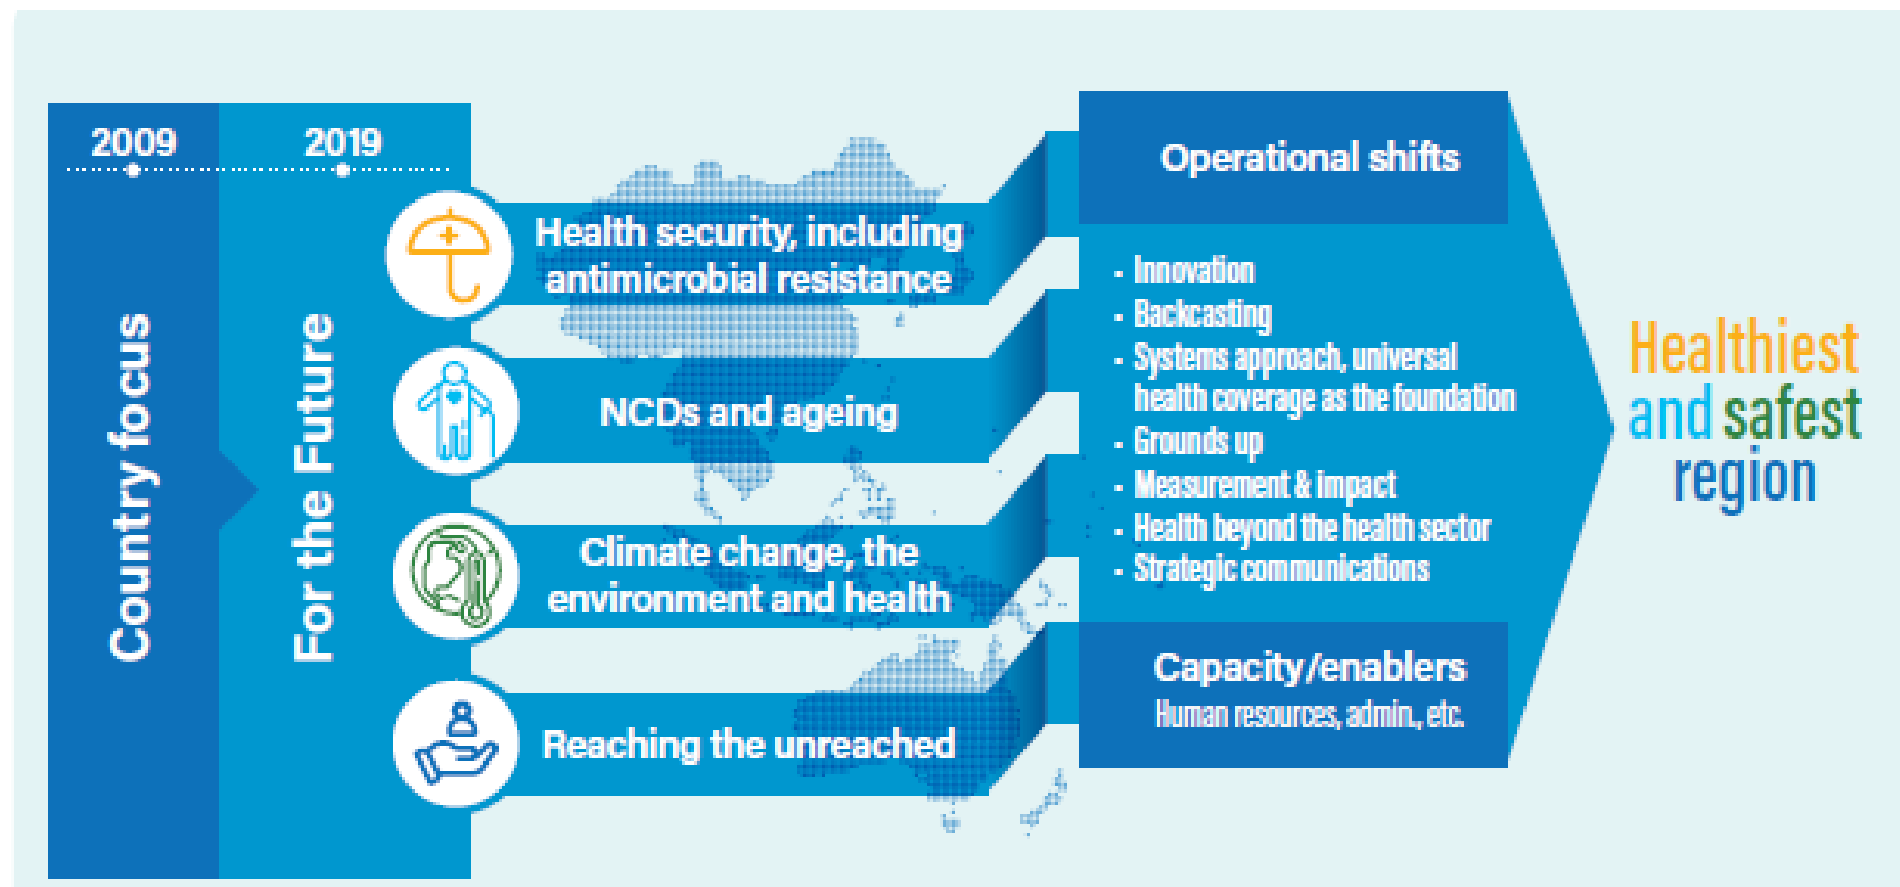 2009
2019
Country focus
For the Future
Health security, including
antimicrobial resistance
NCDs and ageing
Climate change, the
environment and health
Reaching the unreached
Operational shifts
- Innovation
- Backcasting
- Systems approach, universal
health coverage as the foundation
- Grounds up
- Measurement & impact
- Health beyond the health sector
- Strategic communications
Capacity/enablers
Human resources, admin., etc.
Healthiest
and safest
region